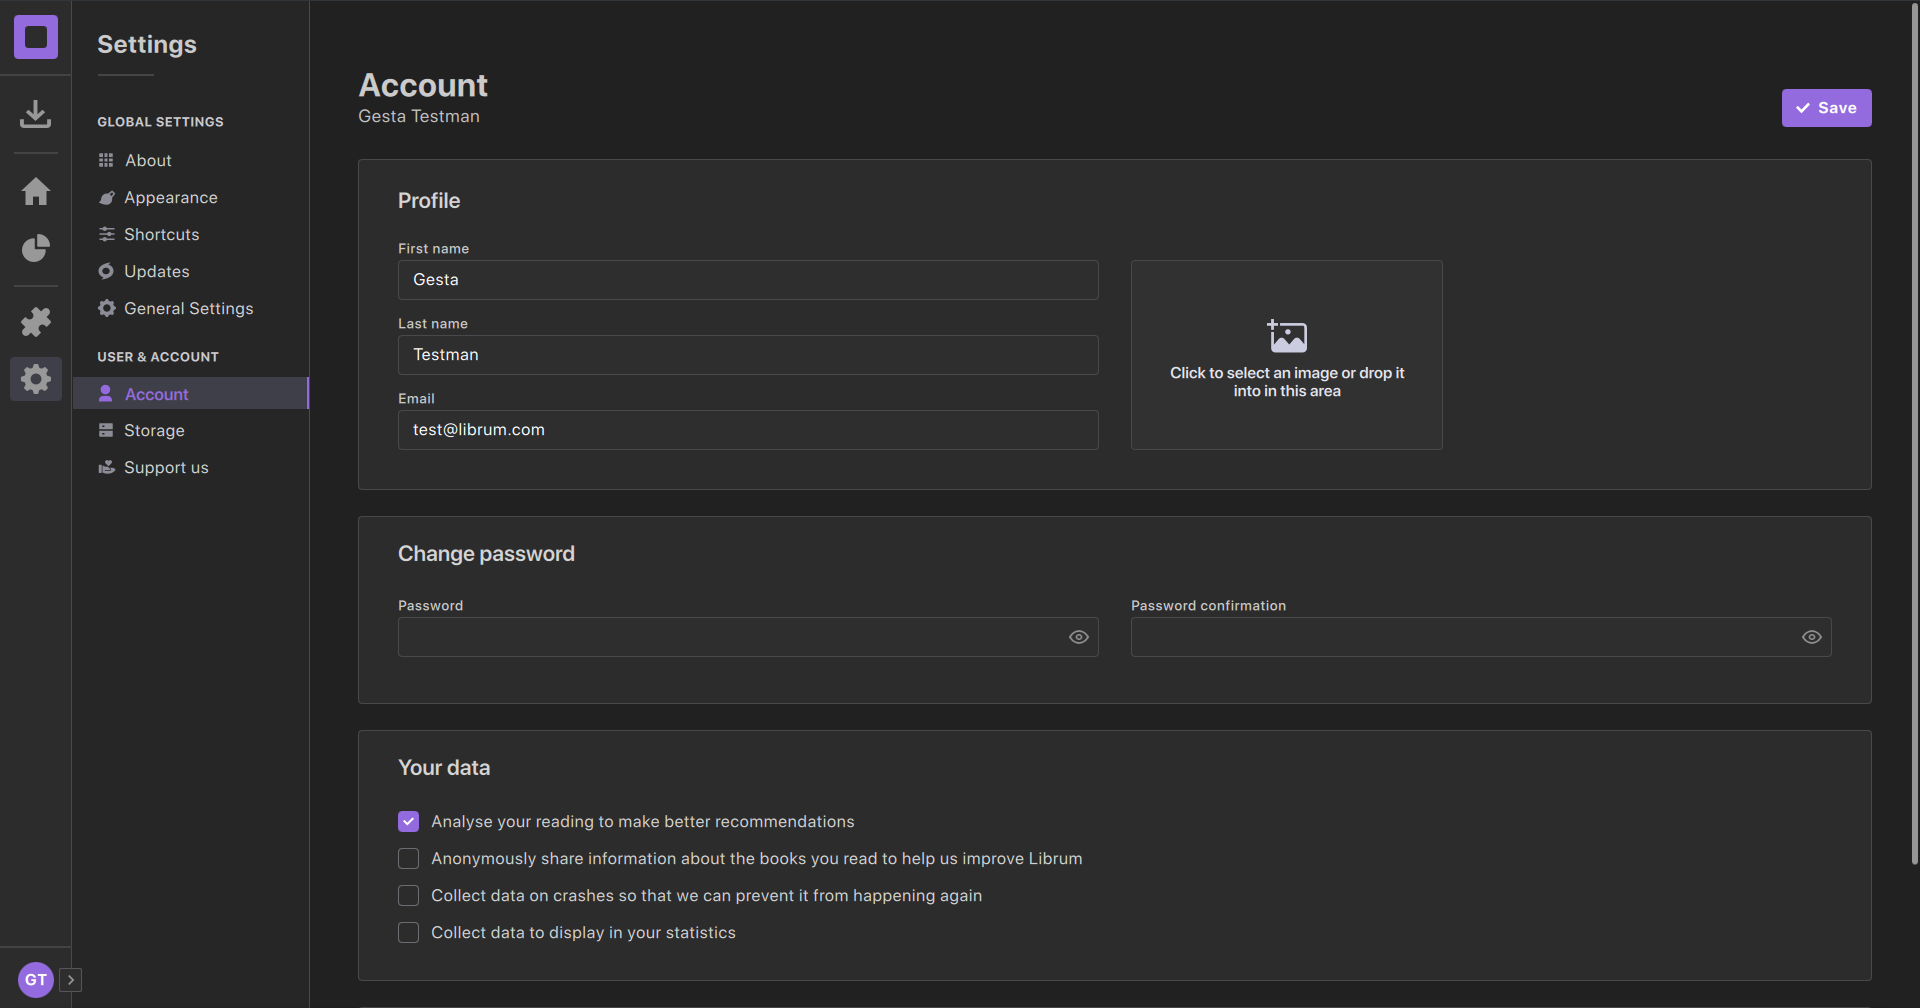 Settings
GLOBAL SETTINGS
About
Appearance
Shortcuts
Updates
General Settings
USER & ACCOUNT
Account
Storage
Support us
GT
Account
Gesta Testman
Save
Profile
First name
Gesta
Last name
Testman
Email
test@librum.com
Click to select an image or drop it
into in this area
Change password
Password
Password confirmation
Your data
Analyse your reading to make better recommendations
Anonymously share information about the books you read to help us improve Librum
Collect data on crashes so that we can prevent it from happening again
Collect data to display in your statistics